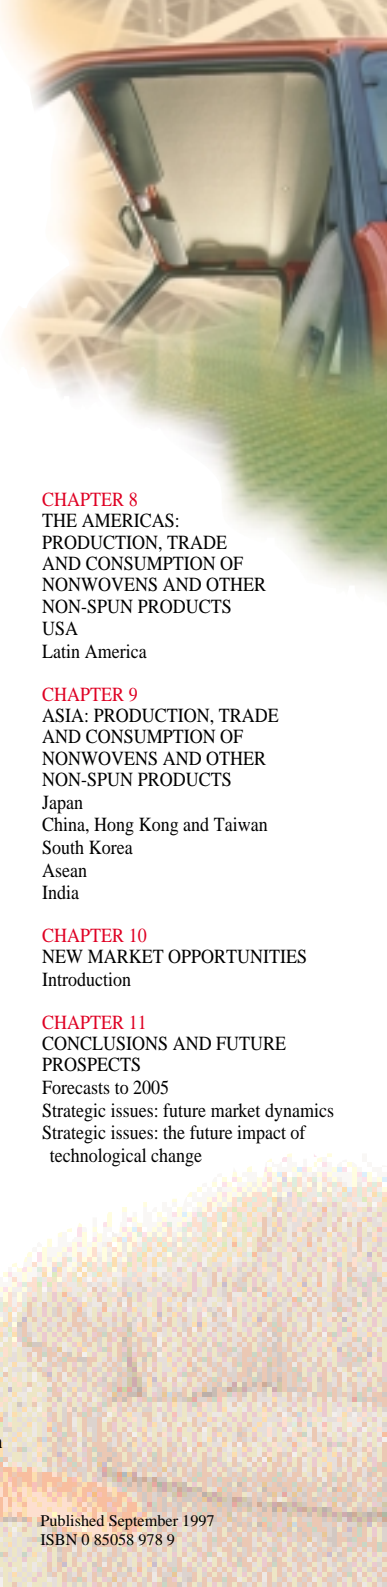 CHAPTER 8
THE AMERICAS:
PRODUCTION, TRADE
AND CONSUMPTION OF
NONWOVENS AND OTHER
NON-SPUN PRODUCTS
USA
Latin America
CHAPTER 9
ASIA: PRODUCTION, TRADE
AND CONSUMPTION OF
NONWOVENS AND OTHER
NON-SPUN PRODUCTS
Japan
China, Hong Kong and Taiwan
South Korea
Asean
India
CHAPTER 10
NEW MARKET OPPORTUNITIES
Introduction
CHAPTER 11
CONCLUSIONS AND FUTURE
PROSPECTS
Forecasts to 2005
Strategic issues: future market dynamics
Strategic issues: the future impact of
technological change
Published September 1997
ISBN 0 85058 978 9